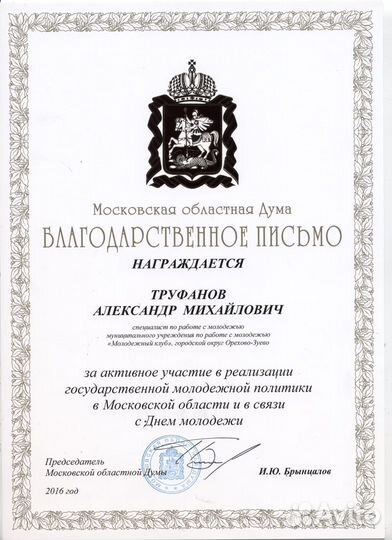 Московская областная Дума
БЛАГОДАРСТВЕННОЕ ПИСЬМО
НАГРАЖДАЕТСЯ
ТРУФАНОВ
АЛЕКСАНДР МИХАЙЛОВИЧ
специалист по работе с молодежью
муниципального учреждения по работе с молодежью
«Молодежный клуб», городской округ Орехово-Зуево
за активное участие в реализации
государственной молодежной политики
в Московской области и в связи
с Днем молодежи
Председатель
Московской областной Думы
И.Ю. Брынцалов
2016 год
Avito